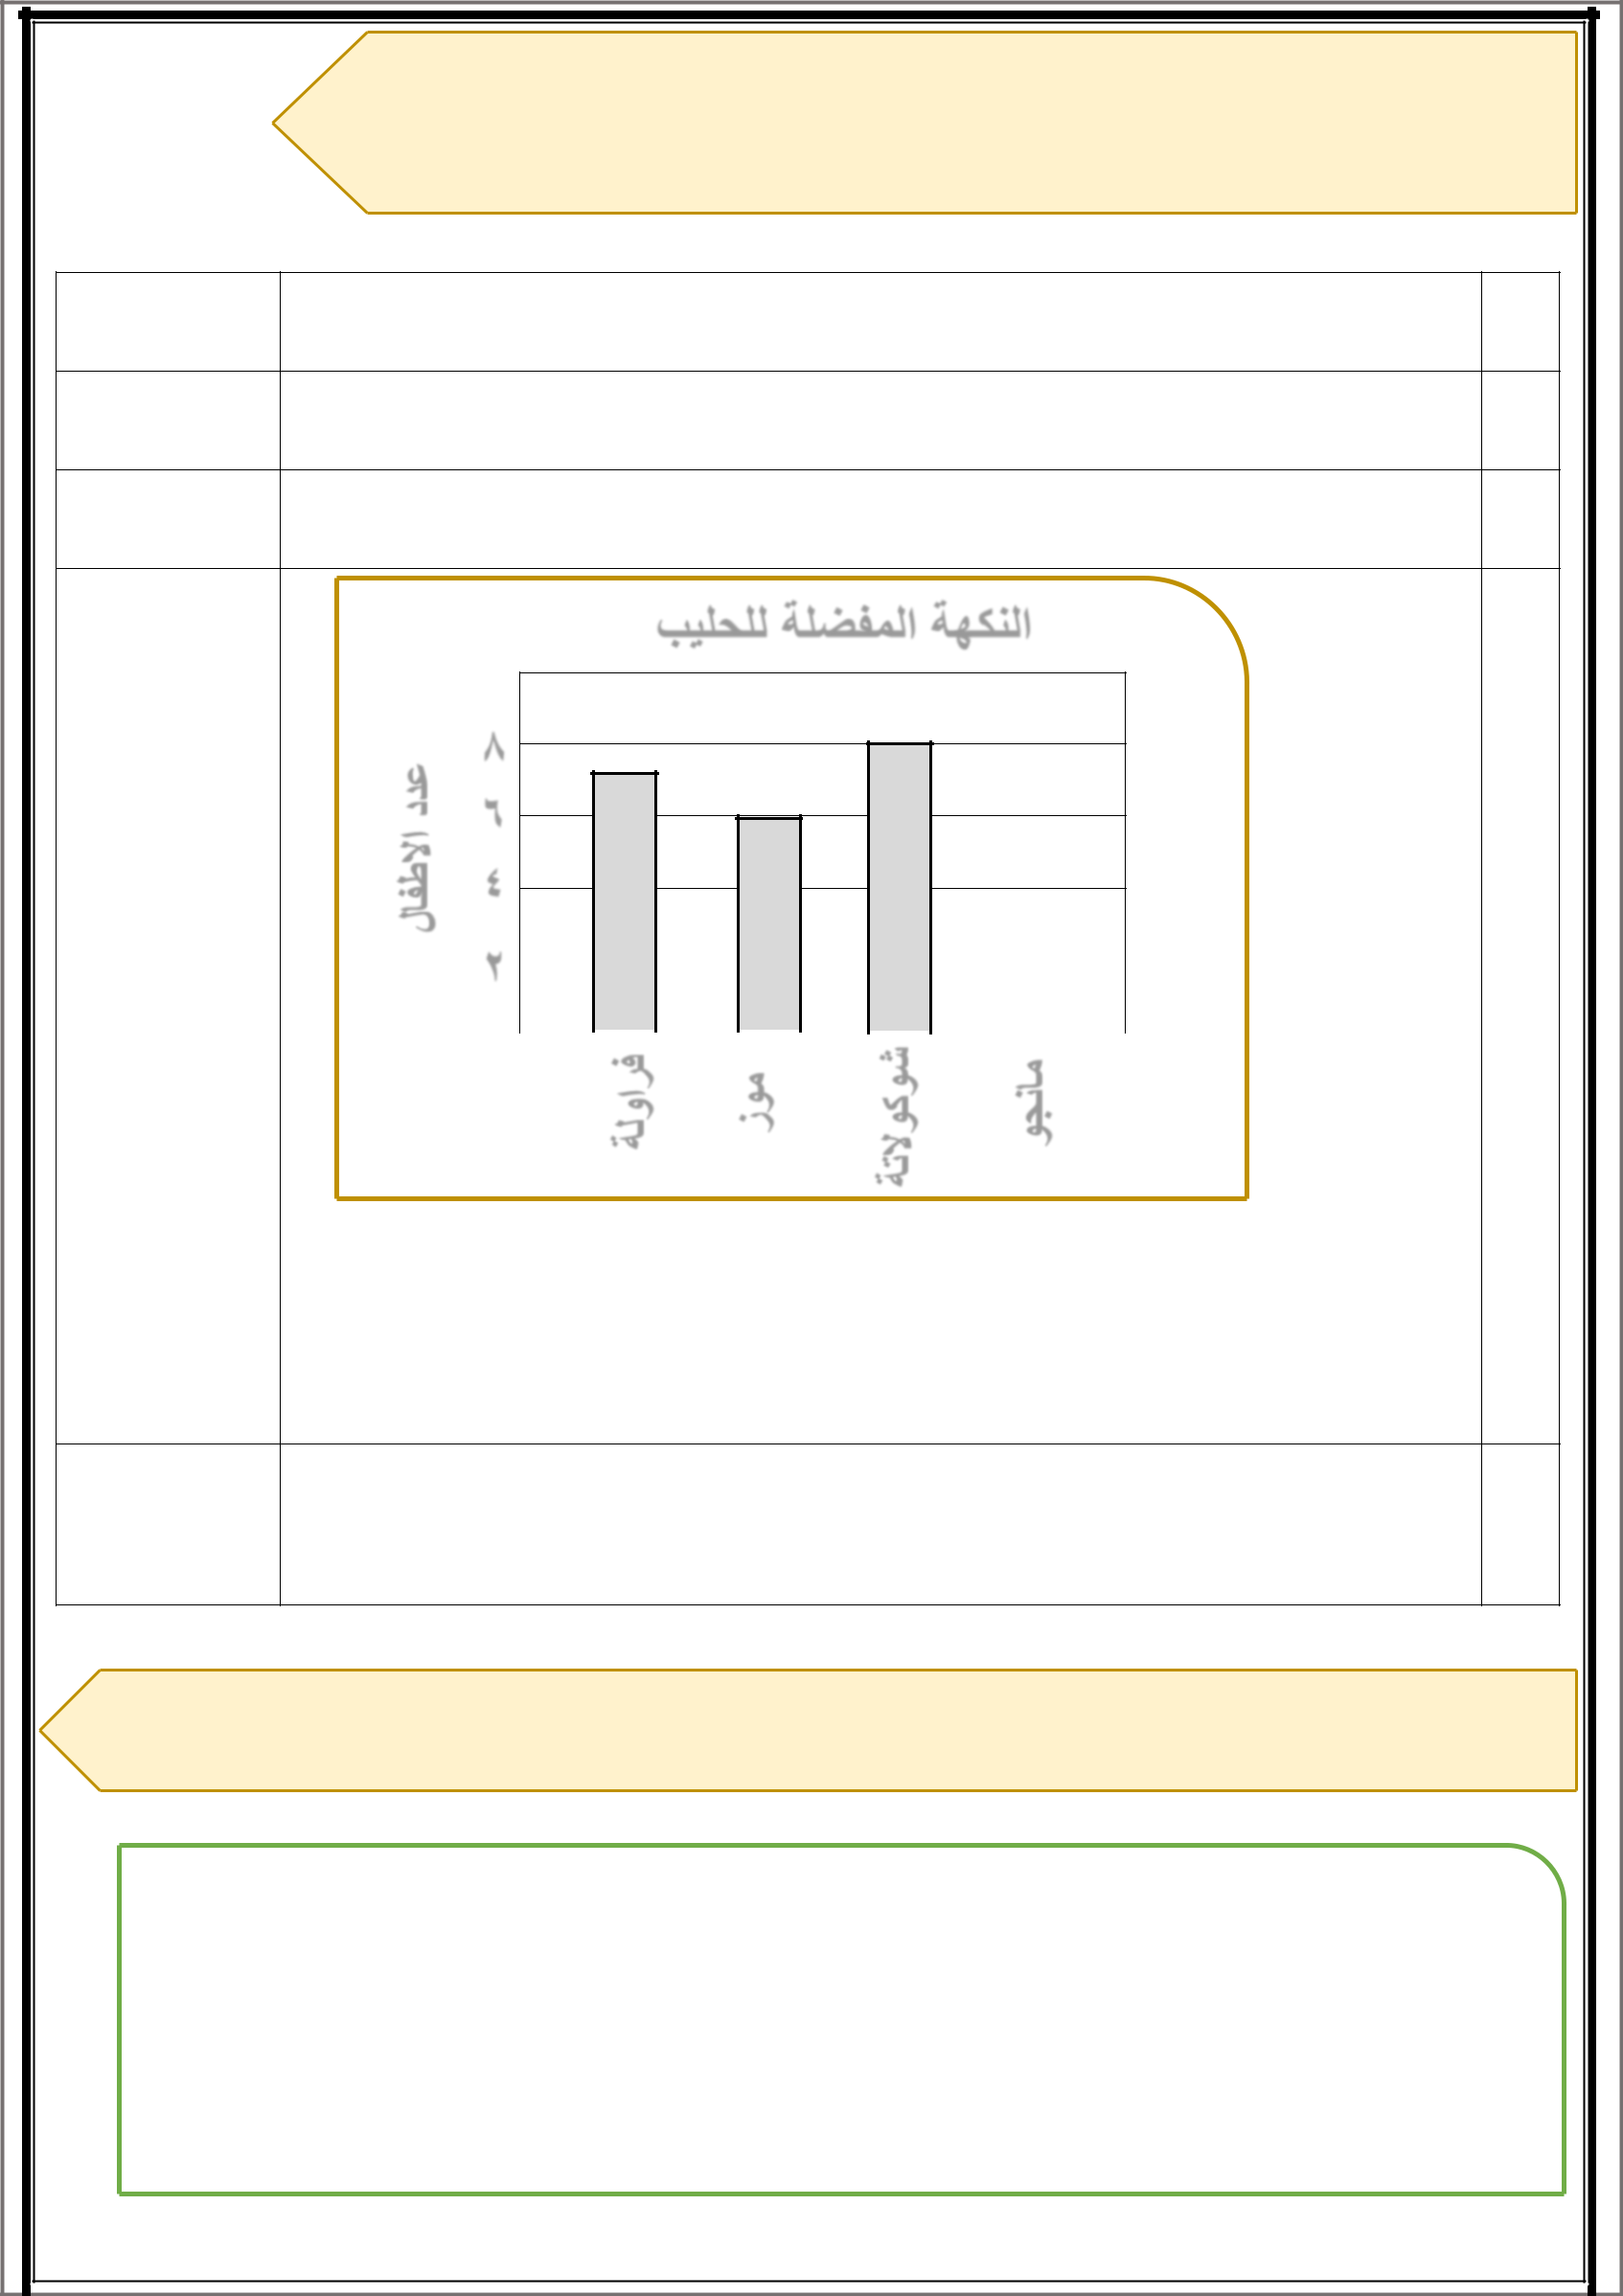 النكهة المفضلة للحليب
عدد الاطفال
٨
٦
٤
٢
فراولة
موز
شوكولاتة
مانجو